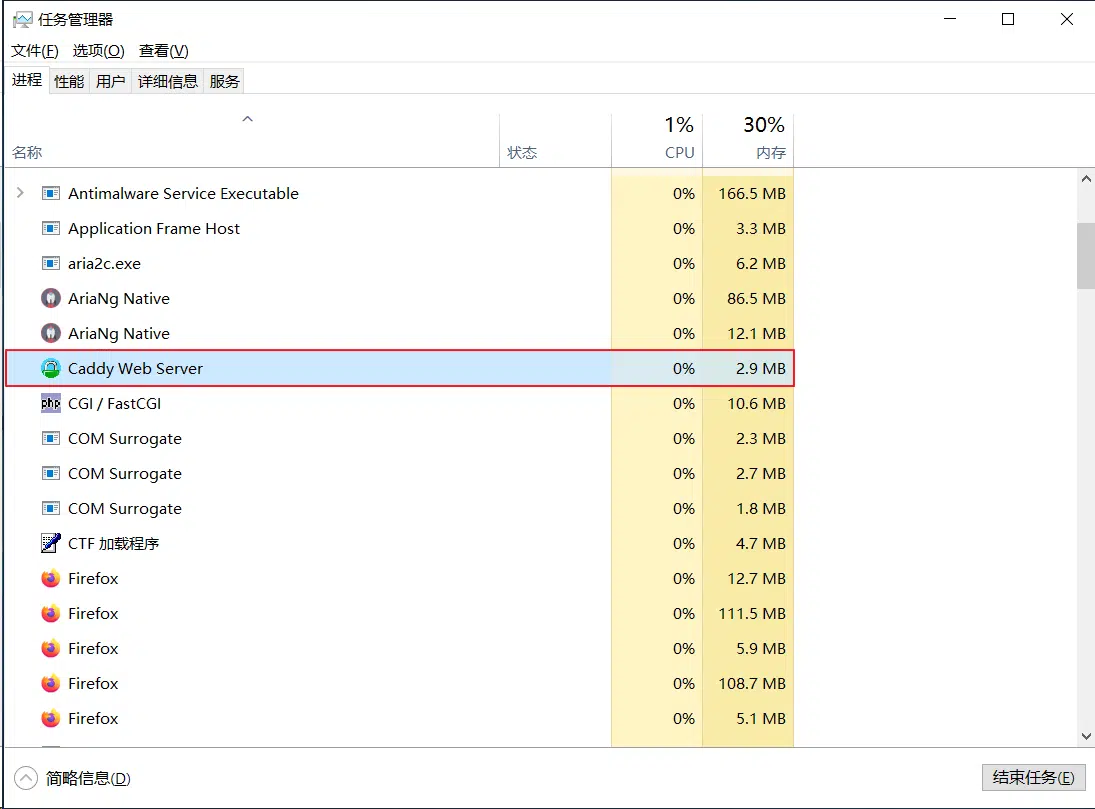 任务管理器
文件(F) 选项(O) 查看(V)
进程 性能 用户 详细信息 服务
1% 30%
名称 状态 CPU 内存
Antimalware Service Executable 0% 166.5 MB
Application Frame Host 0% 3.3 MB
aria2c.exe 0% 6.2 MB
AriaNg Native 0% 86.5 MB
AriaNg Native 0% 12.1 MB
Caddy Web Server 0% 2.9 MB
php CGI / FastCGI 0% 10.6 MB
COM Surrogate 0% 2.3 MB
COM Surrogate 0% 2.7 MB
COM Surrogate 0% 1.8 MB
CTF 加载程序 0% 4.7 MB
Firefox 0% 12.7 MB
Firefox 0% 111.5 MB
Firefox 0% 5.9 MB
Firefox 0% 108.7 MB
Firefox 0% 5.1 MB
简略信息(D) 结束任务(E)